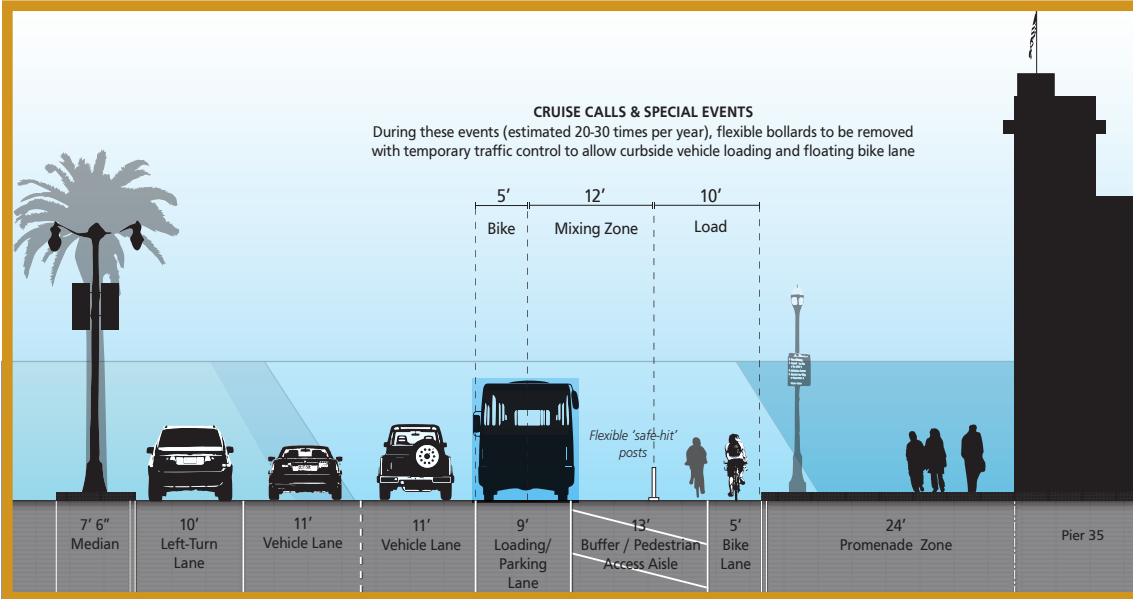 CRUISE CALLS & SPECIAL EVENTS
During these events (estimated 20-30 times per year), flexible bollards to be removed
with temporary traffic control to allow curbside vehicle loading and floating bike lane
5’
12’
10’
Bike
Mixing Zone
Load
Flexible ‘safe-hit’
posts
7’ 6”
Median
10’
Left-Turn
Lane
11’
Vehicle Lane
11’
Vehicle Lane
9’
Loading/
Parking
Lane
13’
Buffer / Pedestrian
Access Aisle
5’
Bike
Lane
24’
Promenade Zone
Pier 35